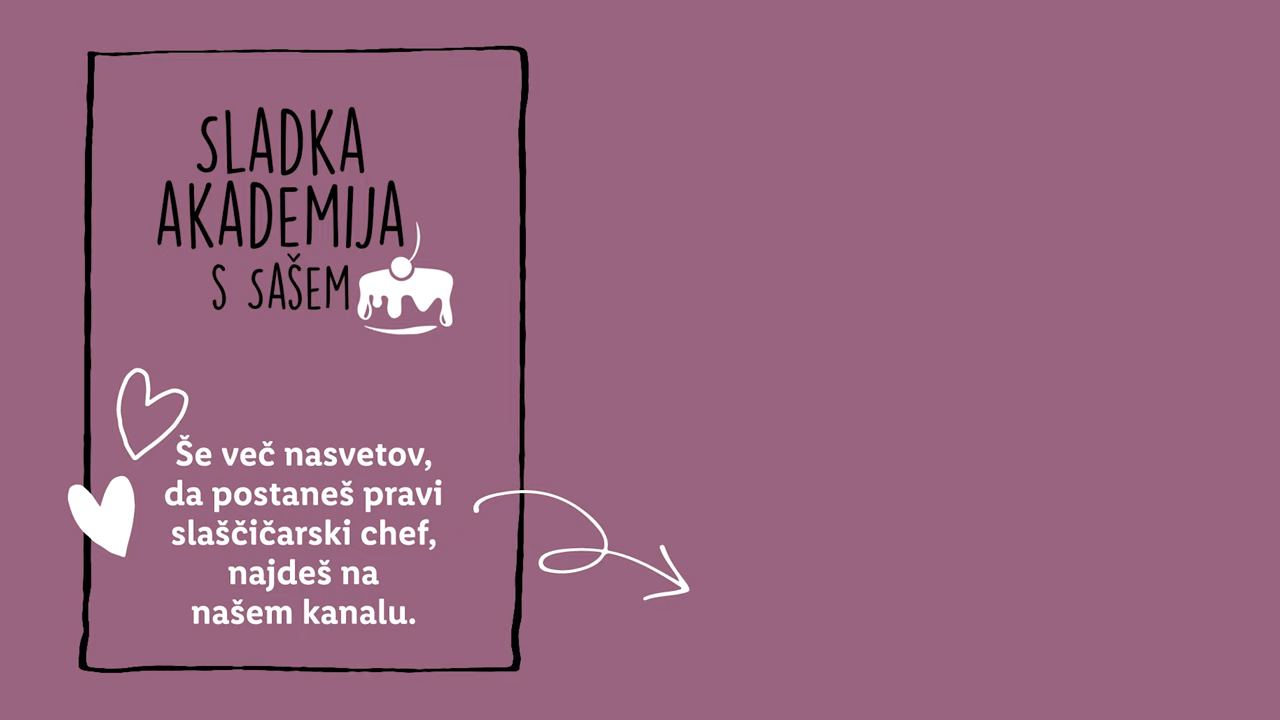 SLADKA
AKADEMIJA
S SAŠEM
Še več nasvetov,
da postaneš pravi
slaščičarski chef,
najdeš na
našem kanalu.